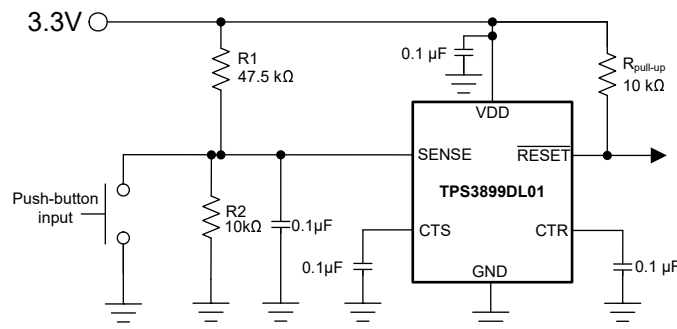 3.3V
R1
47.5 kΩ
0.1 µF
Rpull-up
10 kΩ
VDD
SENSE
RESET
TPS3899DL01
Push-button
input
R2
10kΩ
0.1µF
CTS
CTR
0.1µF
0.1 µF
GND